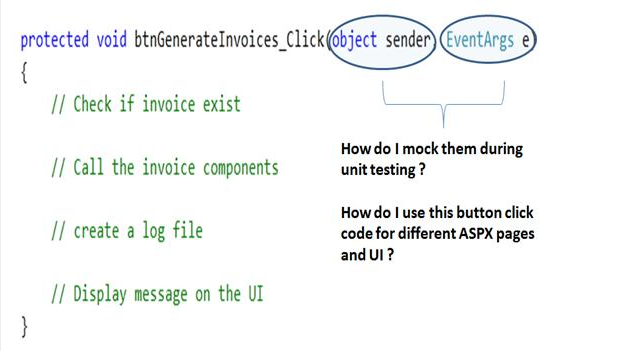 protected void btnGenerateInvoices_Click(object sender, EventArgs e)
{
// Check if invoice exist
// Call the invoice components
// create a log file
// Display message on the UI
}
How do I mock them during
unit testing ?
How do I use this button click
code for different ASPX pages
and UI ?